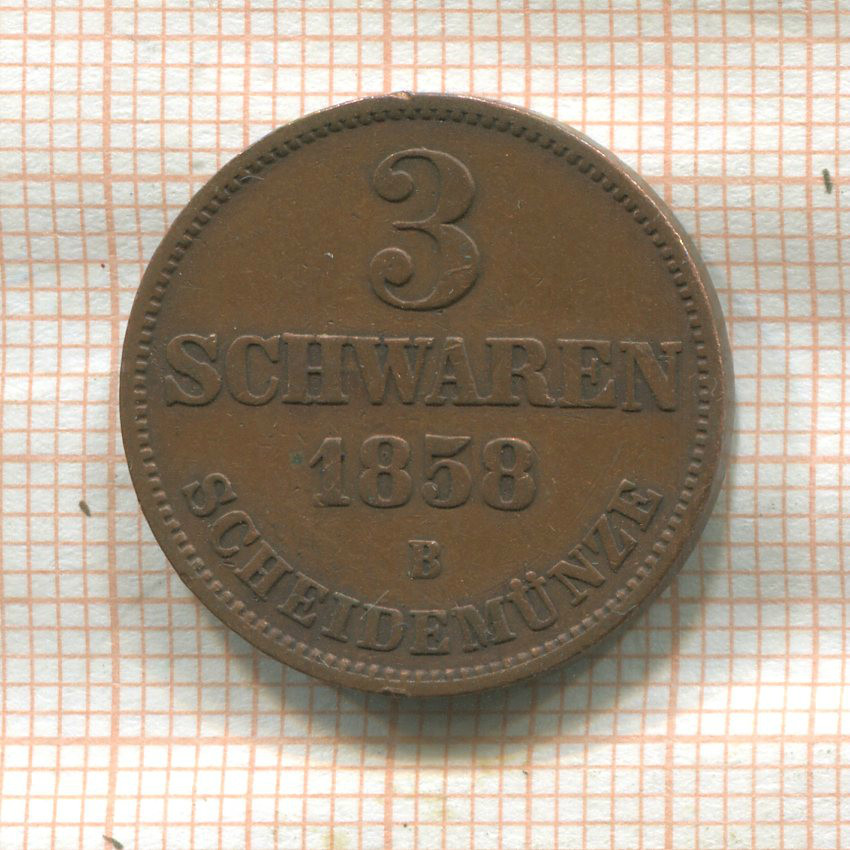 3
SCHWAREN
1858
B
SCHEIDEMÜNZE